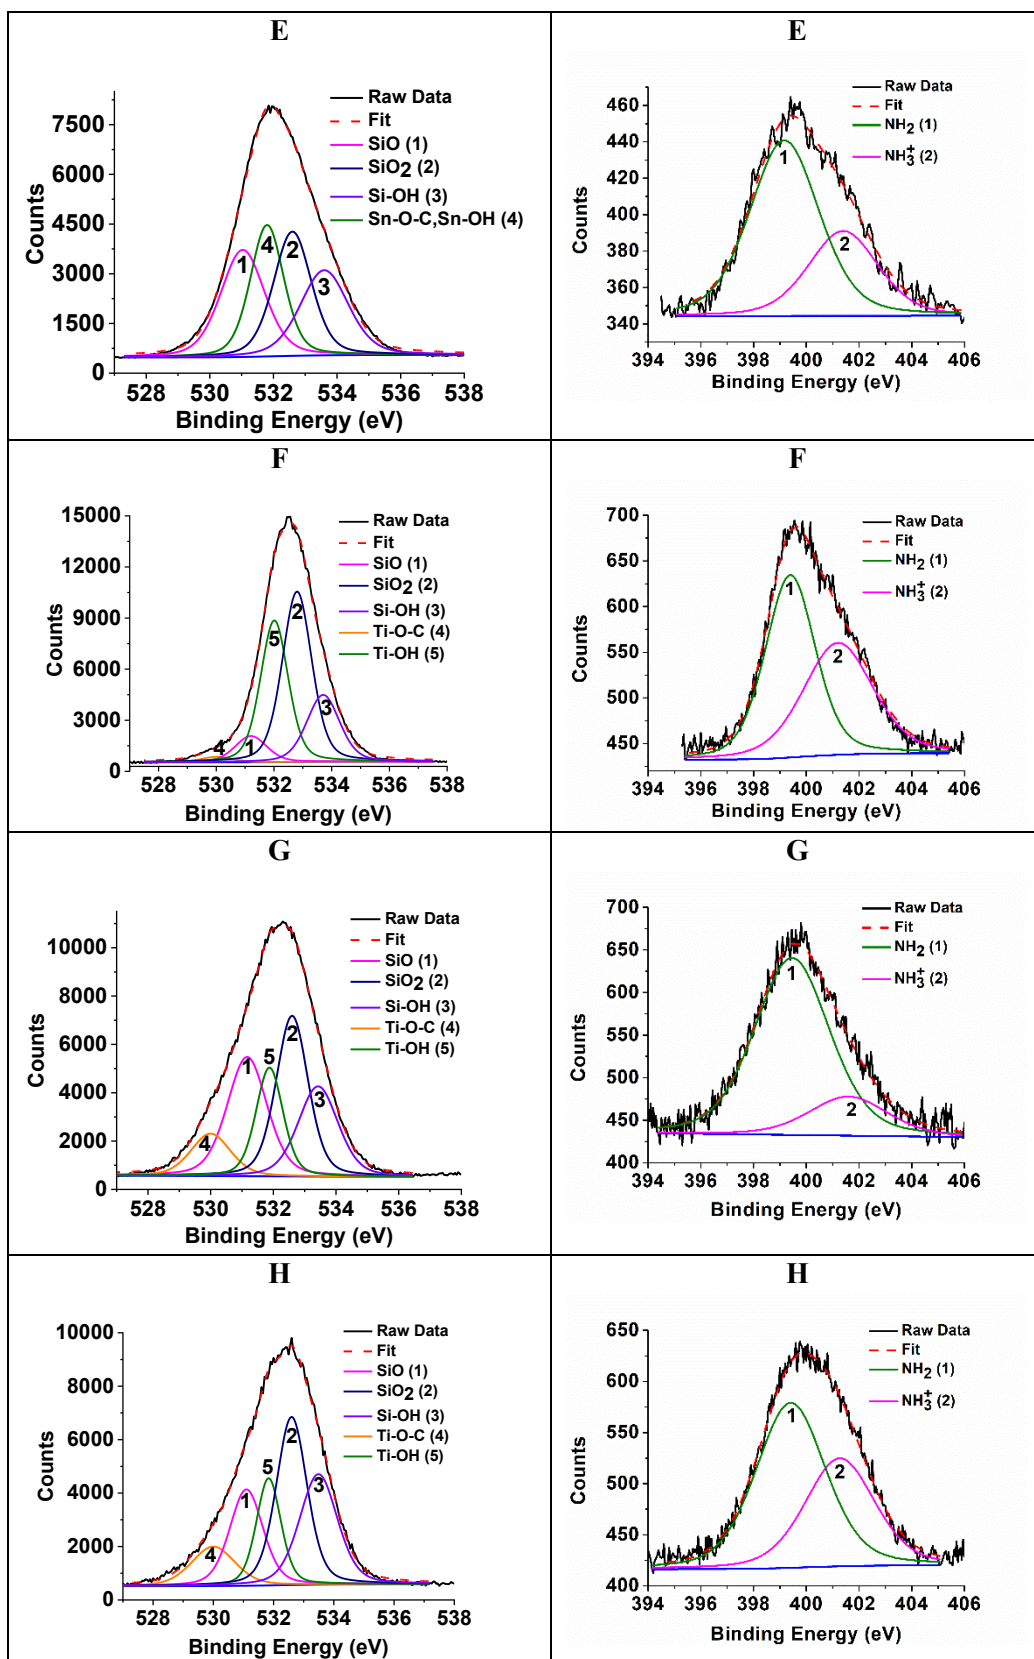 E
Raw Data
Fit
SiO (1)
SiO2 (2)
Si-OH (3)
Sn-O-C,Sn-OH (4)
7500
6000
4500
3000
1500
0
Counts
1
4
2
3
528 530 532 534 536 538
Binding Energy (eV)
E
Raw Data
Fit
NH2 (1)
NH3+ (2)
460
440
420
400
380
360
340
Counts
1
2
394 396 398 400 402 404 406
Binding Energy (eV)
F
Raw Data
Fit
SiO (1)
SiO2 (2)
Si-OH (3)
Ti-O-C (4)
Ti-OH (5)
15000
12000
9000
6000
3000
0
Counts
4
1
5
2
3
528 530 532 534 536 538
Binding Energy (eV)
F
Raw Data
Fit
NH2 (1)
NH3+ (2)
700
650
600
550
500
450
Counts
1
2
394 396 398 400 402 404 406
Binding Energy (eV)
G
Raw Data
Fit
SiO (1)
SiO2 (2)
Si-OH (3)
Ti-O-C (4)
Ti-OH (5)
10000
8000
6000
4000
2000
0
Counts
4
1
5
2
3
528 530 532 534 536 538
Binding Energy (eV)
G
Raw Data
Fit
NH2 (1)
NH3+ (2)
700
650
600
550
500
450
400
Counts
1
2
394 396 398 400 402 404 406
Binding Energy (eV)
H
Raw Data
Fit
SiO (1)
SiO2 (2)
Si-OH (3)
Ti-O-C (4)
Ti-OH (5)
10000
8000
6000
4000
2000
0
Counts
4
1
5
2
3
528 530 532 534 536 538
Binding Energy (eV)
H
Raw Data
Fit
NH2 (1)
NH3+ (2)
650
600
550
500
450
400
Counts
1
2
394 396 398 400 402 404 406
Binding Energy (eV)